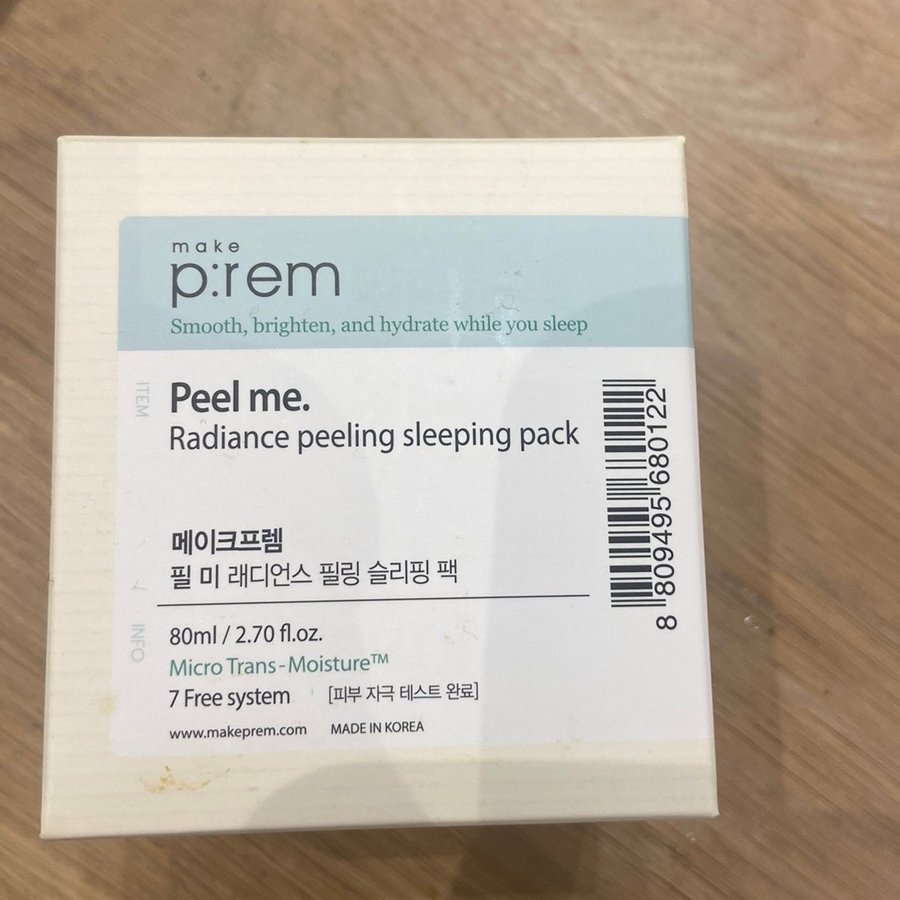 make
p:rem
Smooth, brighten, and hydrate while you sleep
ITEM
Peel me.
Radiance peeling sleeping pack
메이크프렘
필 미 래디언스 필링 슬리핑 팩
INFO
80ml / 2.70 fl.oz.
Micro Trans-Moisture™
7 Free system [피부 자극 테스트 완료]
www.makeprem.com MADE IN KOREA
8 809495 680122